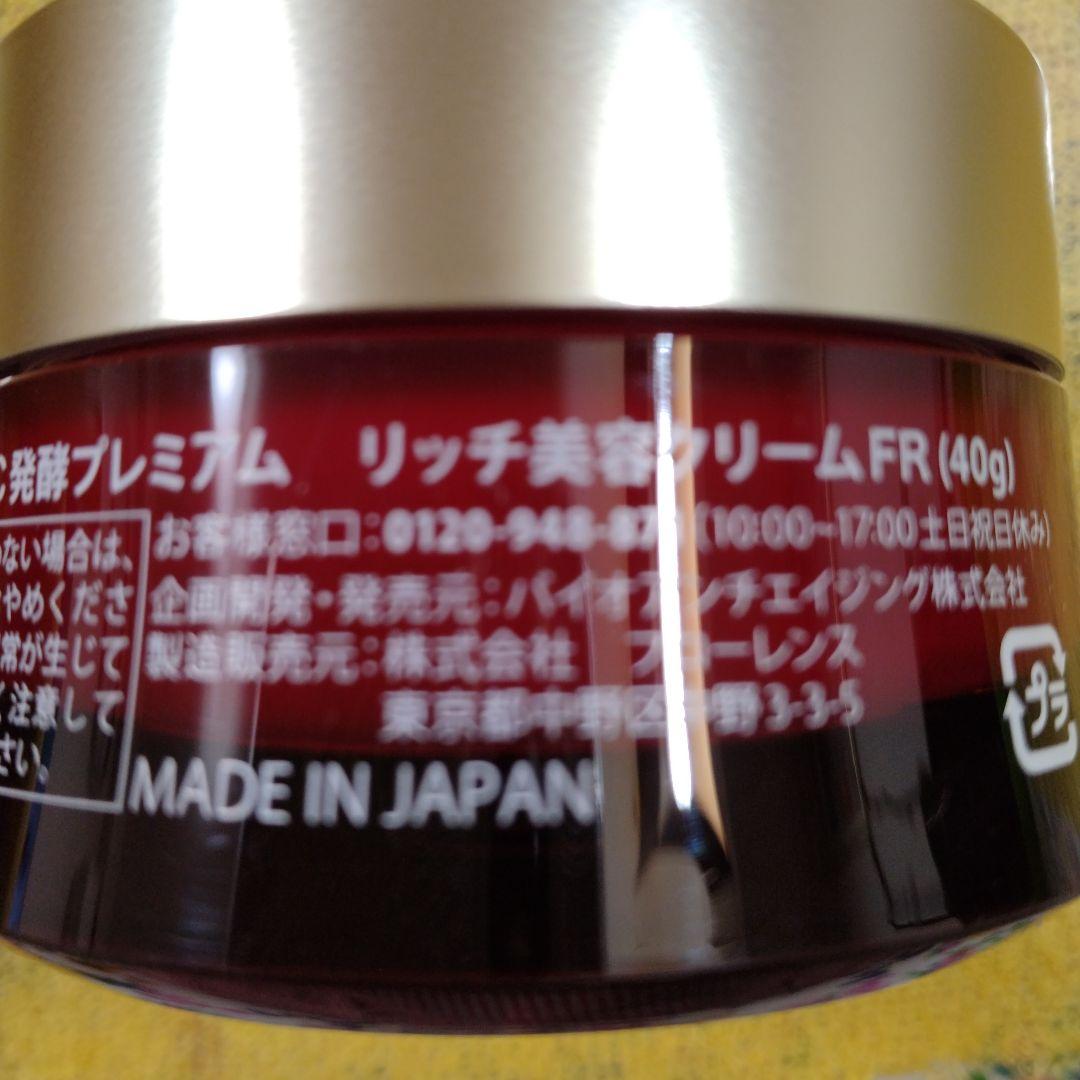 発酵プレミアム リッチ美容クリームFR (40g)
お客様窓口:0120-948-87 (10:00~17:00 土日祝日休み)
企画開発・発売元:バイオアンチエイジング株式会社
製造販売元:株式会社 フローレンス
東京都中野区中野3-3-5
MADE IN JAPAN
ない場合は、
やめくださ
常が生じて
注意して
さい。
プラ